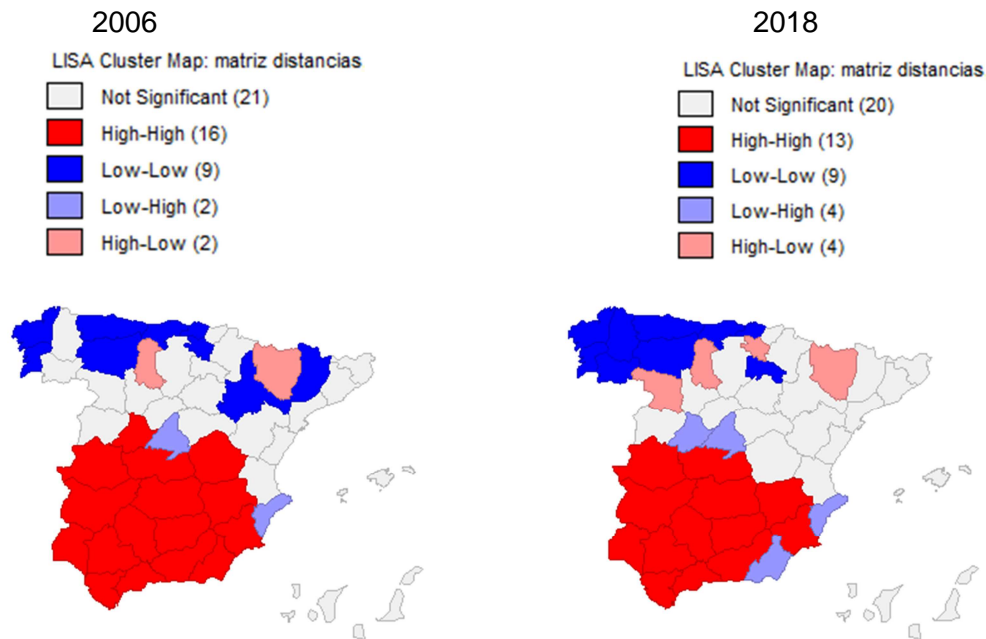 2006
LISA Cluster Map: matriz distancias
Not Significant (21)
High-High (16)
Low-Low (9)
Low-High (2)
High-Low (2)
2018
LISA Cluster Map: matriz distancias
Not Significant (20)
High-High (13)
Low-Low (9)
Low-High (4)
High-Low (4)